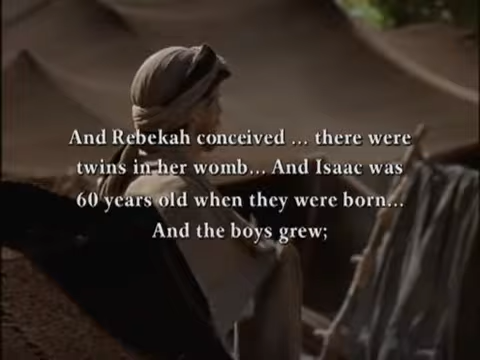 And Rebekah conceived ... there were
twins in her womb... And Isaac was
60 years old when they were born...
And the boys grew;